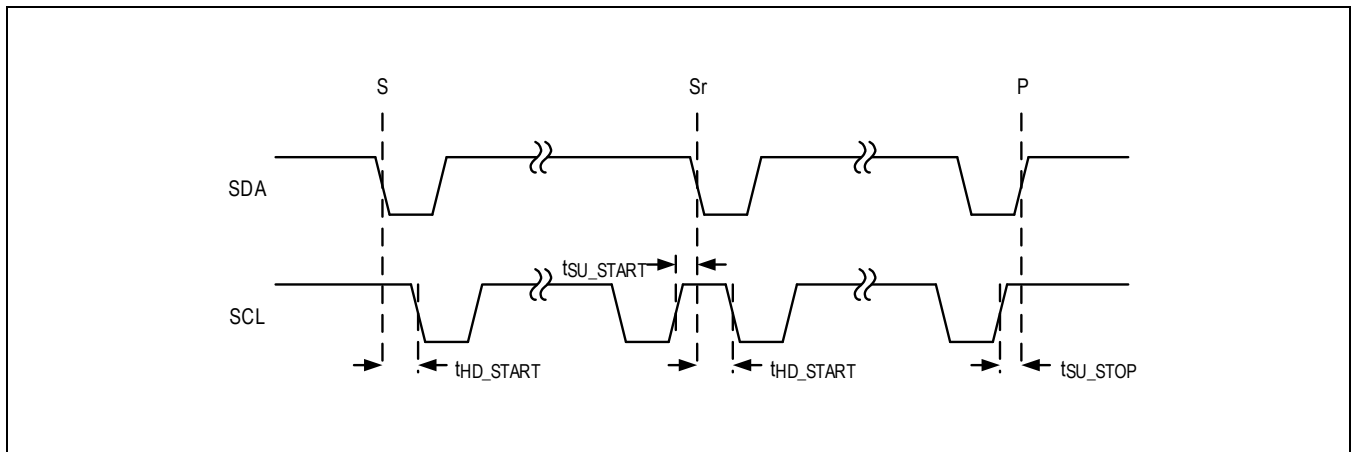 S Sr P
SDA
tSU_START
SCL
tHD_START tHD_START tSU_STOP